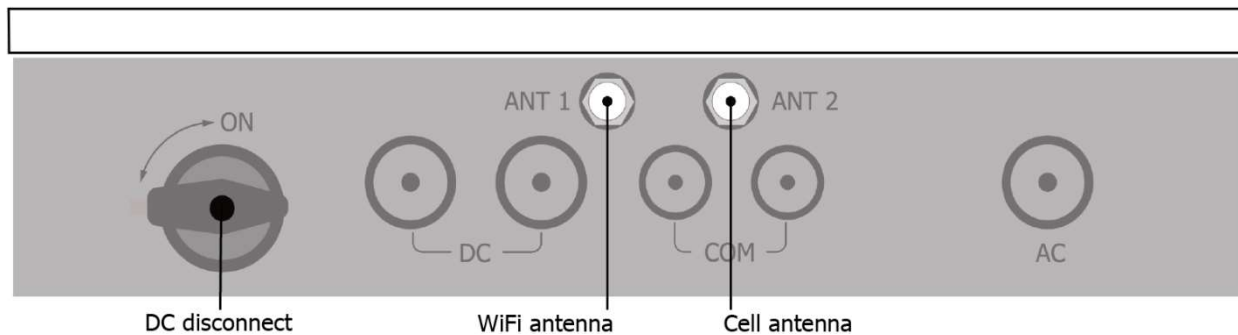 ANT 1
ANT 2
ON
DC
COM
AC
DC disconnect
WiFi antenna
Cell antenna